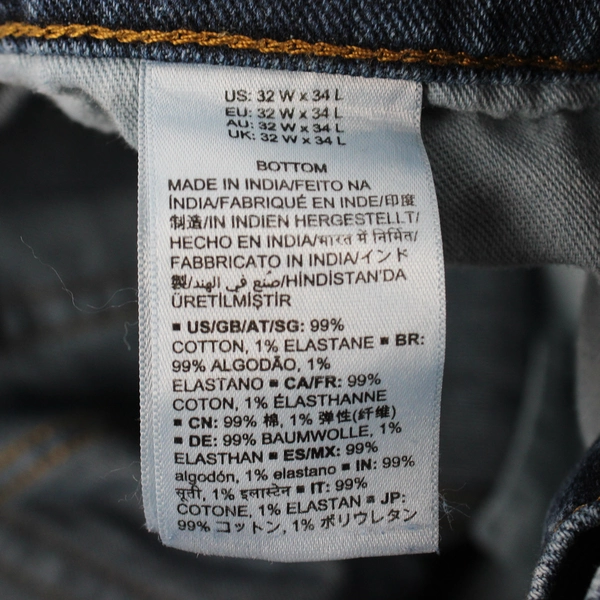 US: 32 W x 34 L
EU: 32 W x 34 L
AU: 32 W x 34 L
UK: 32 W x 34 L
BOTTOM
MADE IN INDIA/FEITO NA
ÍNDIA/FABRIQUÉ EN INDE/印度
制造/IN INDIEN HERGESTELLT/
HECHO EN INDIA/भारत में निर्मित/
FABBRICATO IN INDIA/インド
製/صُنع في الهند/HİNDİSTAN'DA
ÜRETİLMİŞTİR
▪ US/GB/AT/SG: 99%
COTTON, 1% ELASTANE ▪ BR:
99% ALGODÃO, 1%
ELASTANO ▪ CA/FR: 99%
COTON, 1% ÉLASTHANNE
▪ CN: 99% 棉, 1% 弹性(纤维)
▪ DE: 99% BAUMWOLLE, 1%
ELASTHAN ▪ ES/MX: 99%
algodón, 1% elastano ▪ IN: 99%
सूती, 1% इलास्टेन ▪ IT: 99%
COTONE, 1% ELASTAN ▪ JP:
99% コットン, 1% ポリウレタン